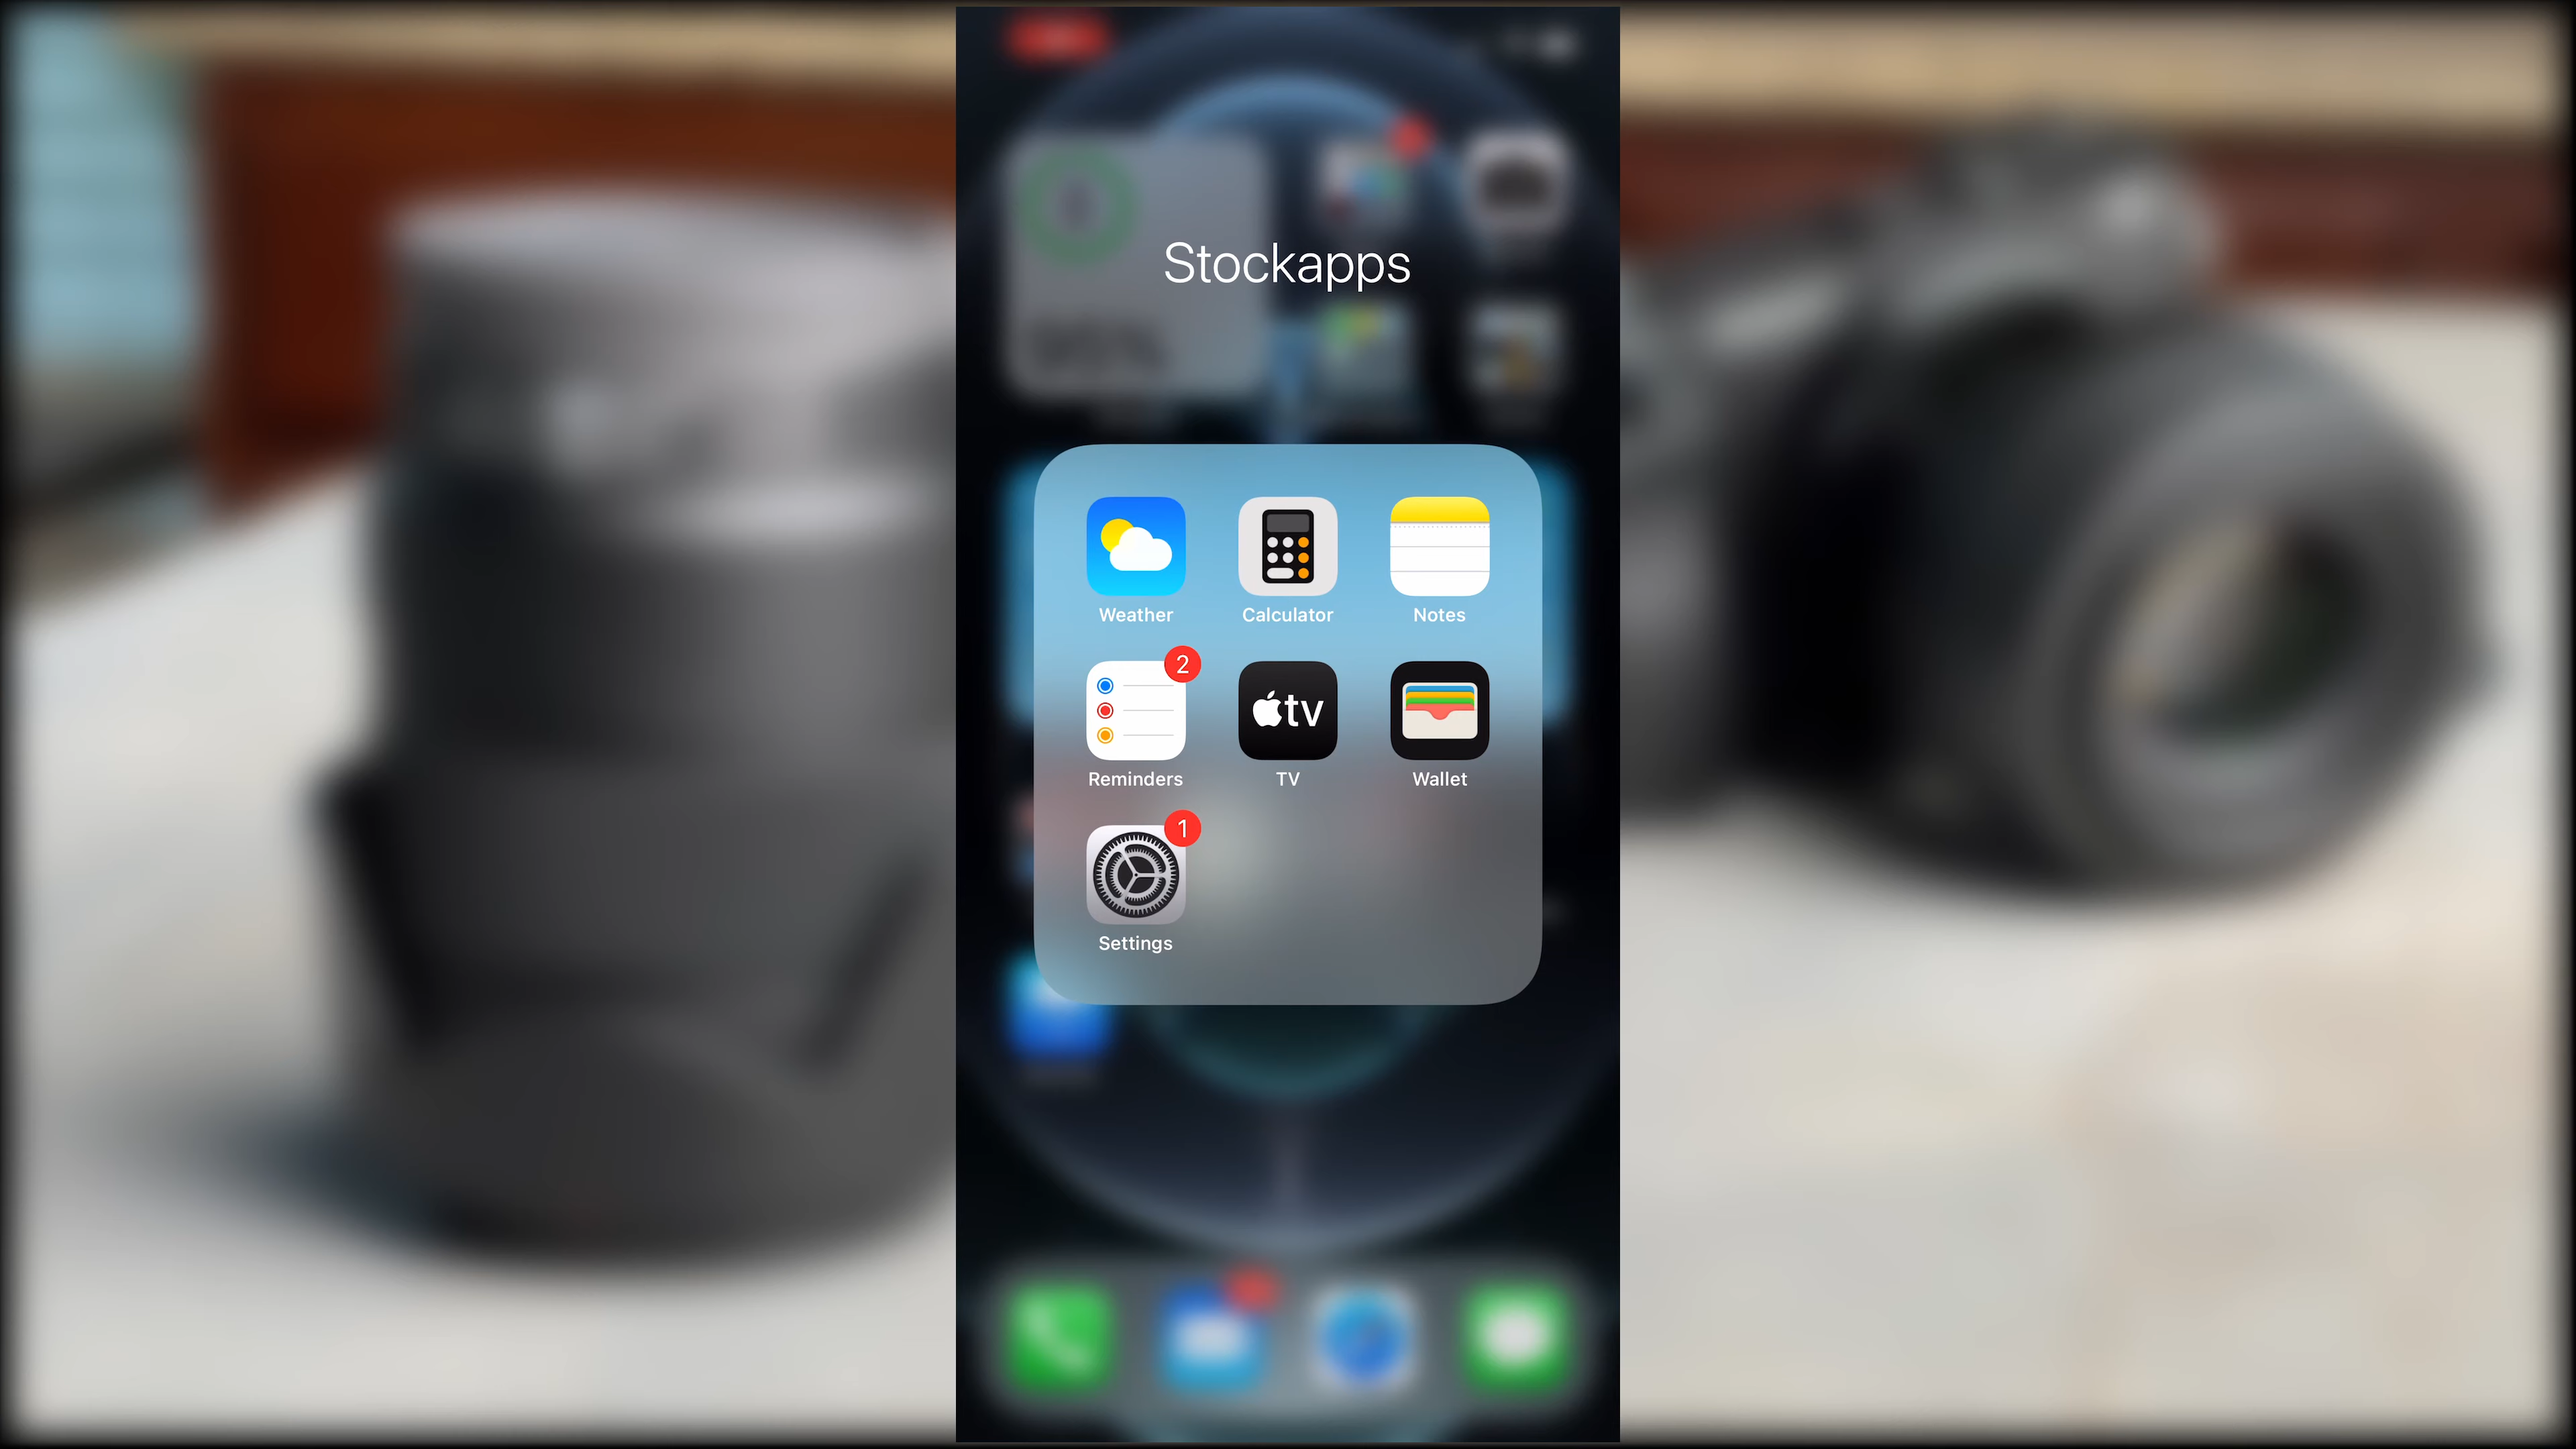 Stockapps
Weather
Calculator
Notes
2
tv
Reminders
TV
Wallet
1
Settings